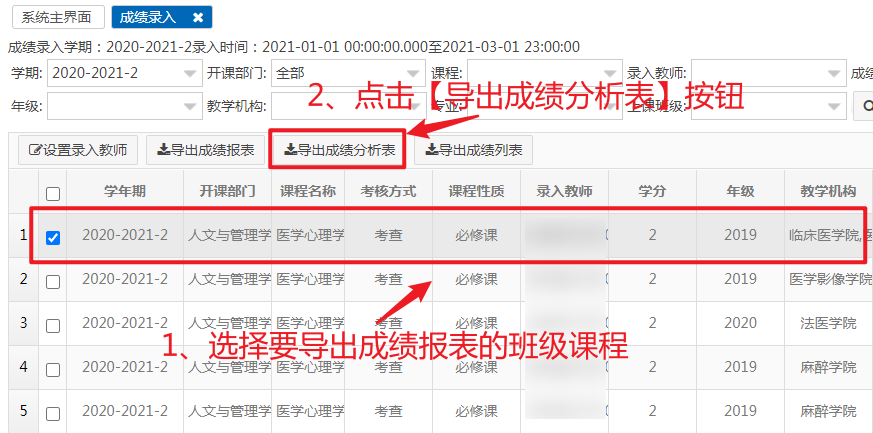 系统主界面 成绩录入 ✖
成绩录入学期：2020-2021-2录入时间：2021-01-01 00:00:00.000至2021-03-01 23:00:00
学期: 2020-2021-2 开课部门: 全部 课程: 录入教师: 成绩
年级: 教学机构: 专业: 上课班级:
2、点击【导出成绩分析表】按钮
设置录入教师 导出成绩报表 导出成绩分析表 导出成绩列表
学年期 开课部门 课程名称 考核方式 课程性质 录入教师 学分 年级 教学机构
1 2020-2021-2 人文与管理学 医学心理学 考查 必修课 2 2019 临床医学院,医
2 2020-2021-2 人文与管理学 医学心理学 考查 必修课 2 2019 医学影像学院
3 2020-2021-2 人文与管理学 医学心理学 考查 必修课 2 2020 法医学院
1、选择要导出成绩报表的班级课程
4 2020-2021-2 人文与管理学 医学心理学 考查 必修课 2 2019 麻醉学院
5 2020-2021-2 人文与管理学 医学心理学 考查 必修课 2 2019 麻醉学院